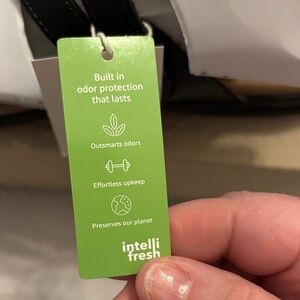 Built in
odor protection
that lasts
Outsmarts odors
Effortless upkeep
Preserves our planet
intelli
fresh